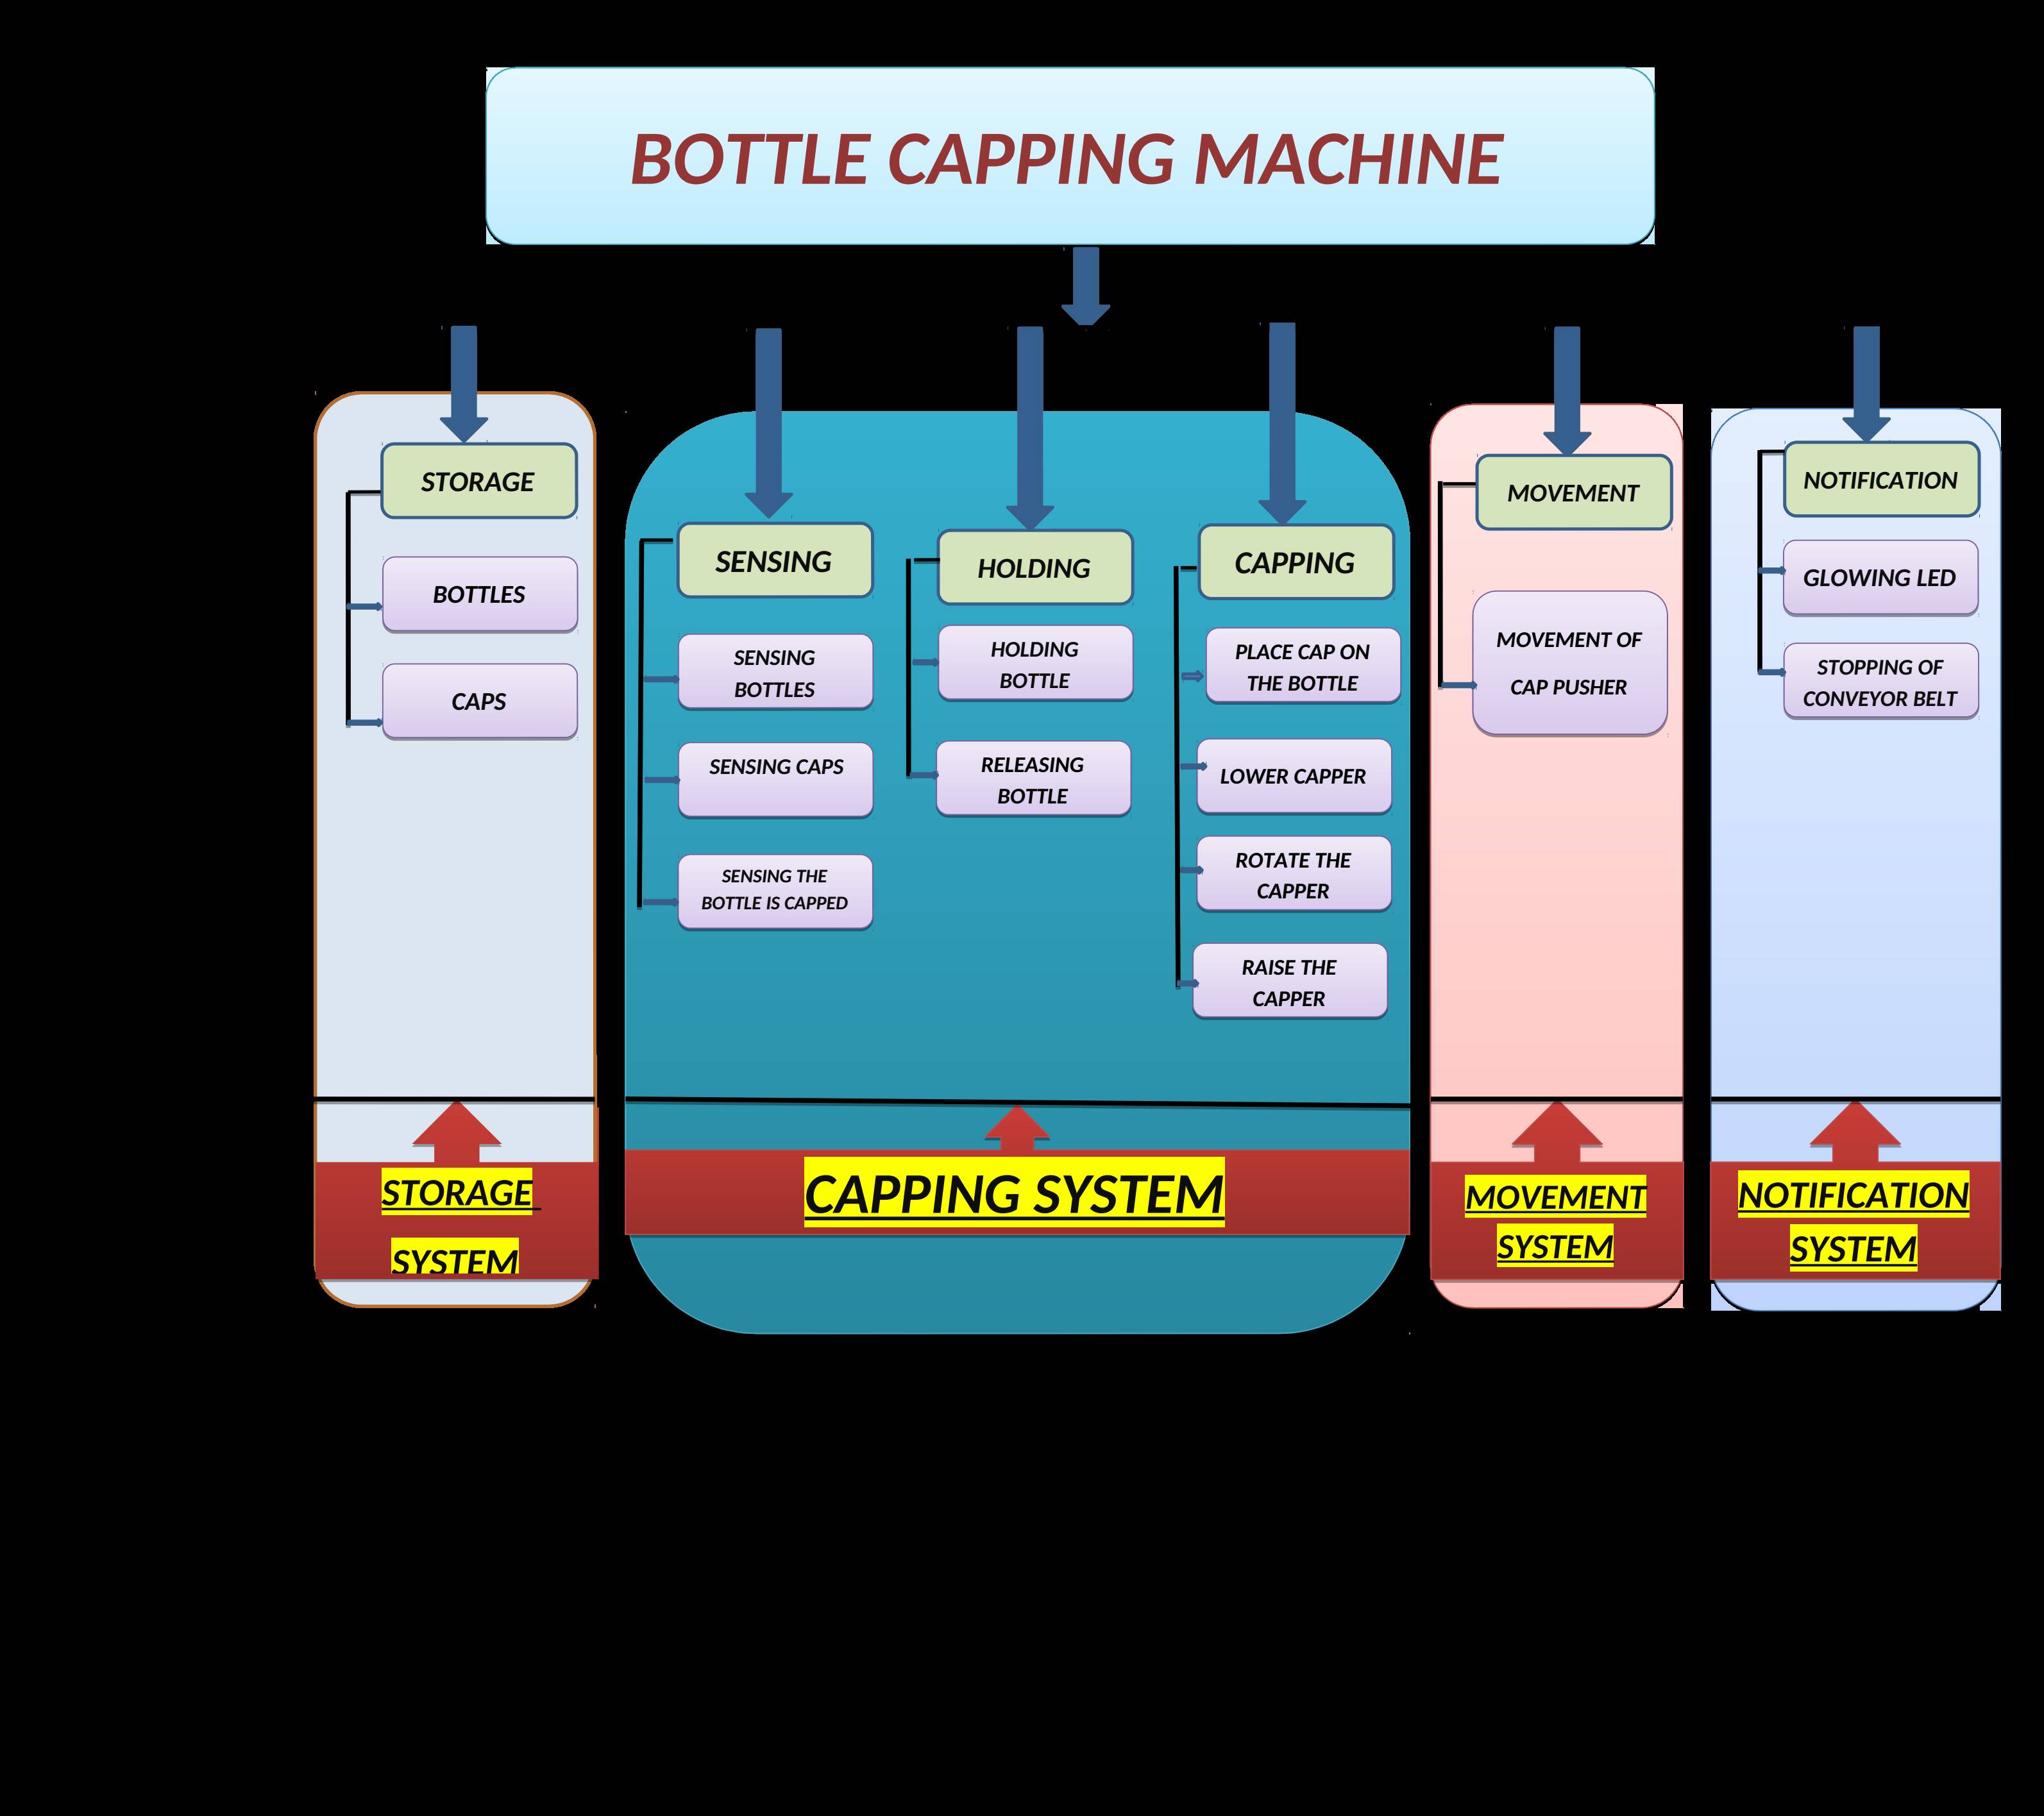 BOTTLE CAPPING MACHINE
STORAGE
BOTTLES
CAPS
SENSING
SENSING
BOTTLES
SENSING CAPS
SENSING THE
BOTTLE IS CAPPED
HOLDING
HOLDING
BOTTLE
RELEASING
BOTTLE
CAPPING
PLACE CAP ON
THE BOTTLE
LOWER CAPPER
ROTATE THE
CAPPER
RAISE THE
CAPPER
MOVEMENT
MOVEMENT OF
CAP PUSHER
NOTIFICATION
GLOWING LED
STOPPING OF
CONVEYOR BELT
STORAGE
SYSTEM
CAPPING SYSTEM
MOVEMENT
SYSTEM
NOTIFICATION
SYSTEM